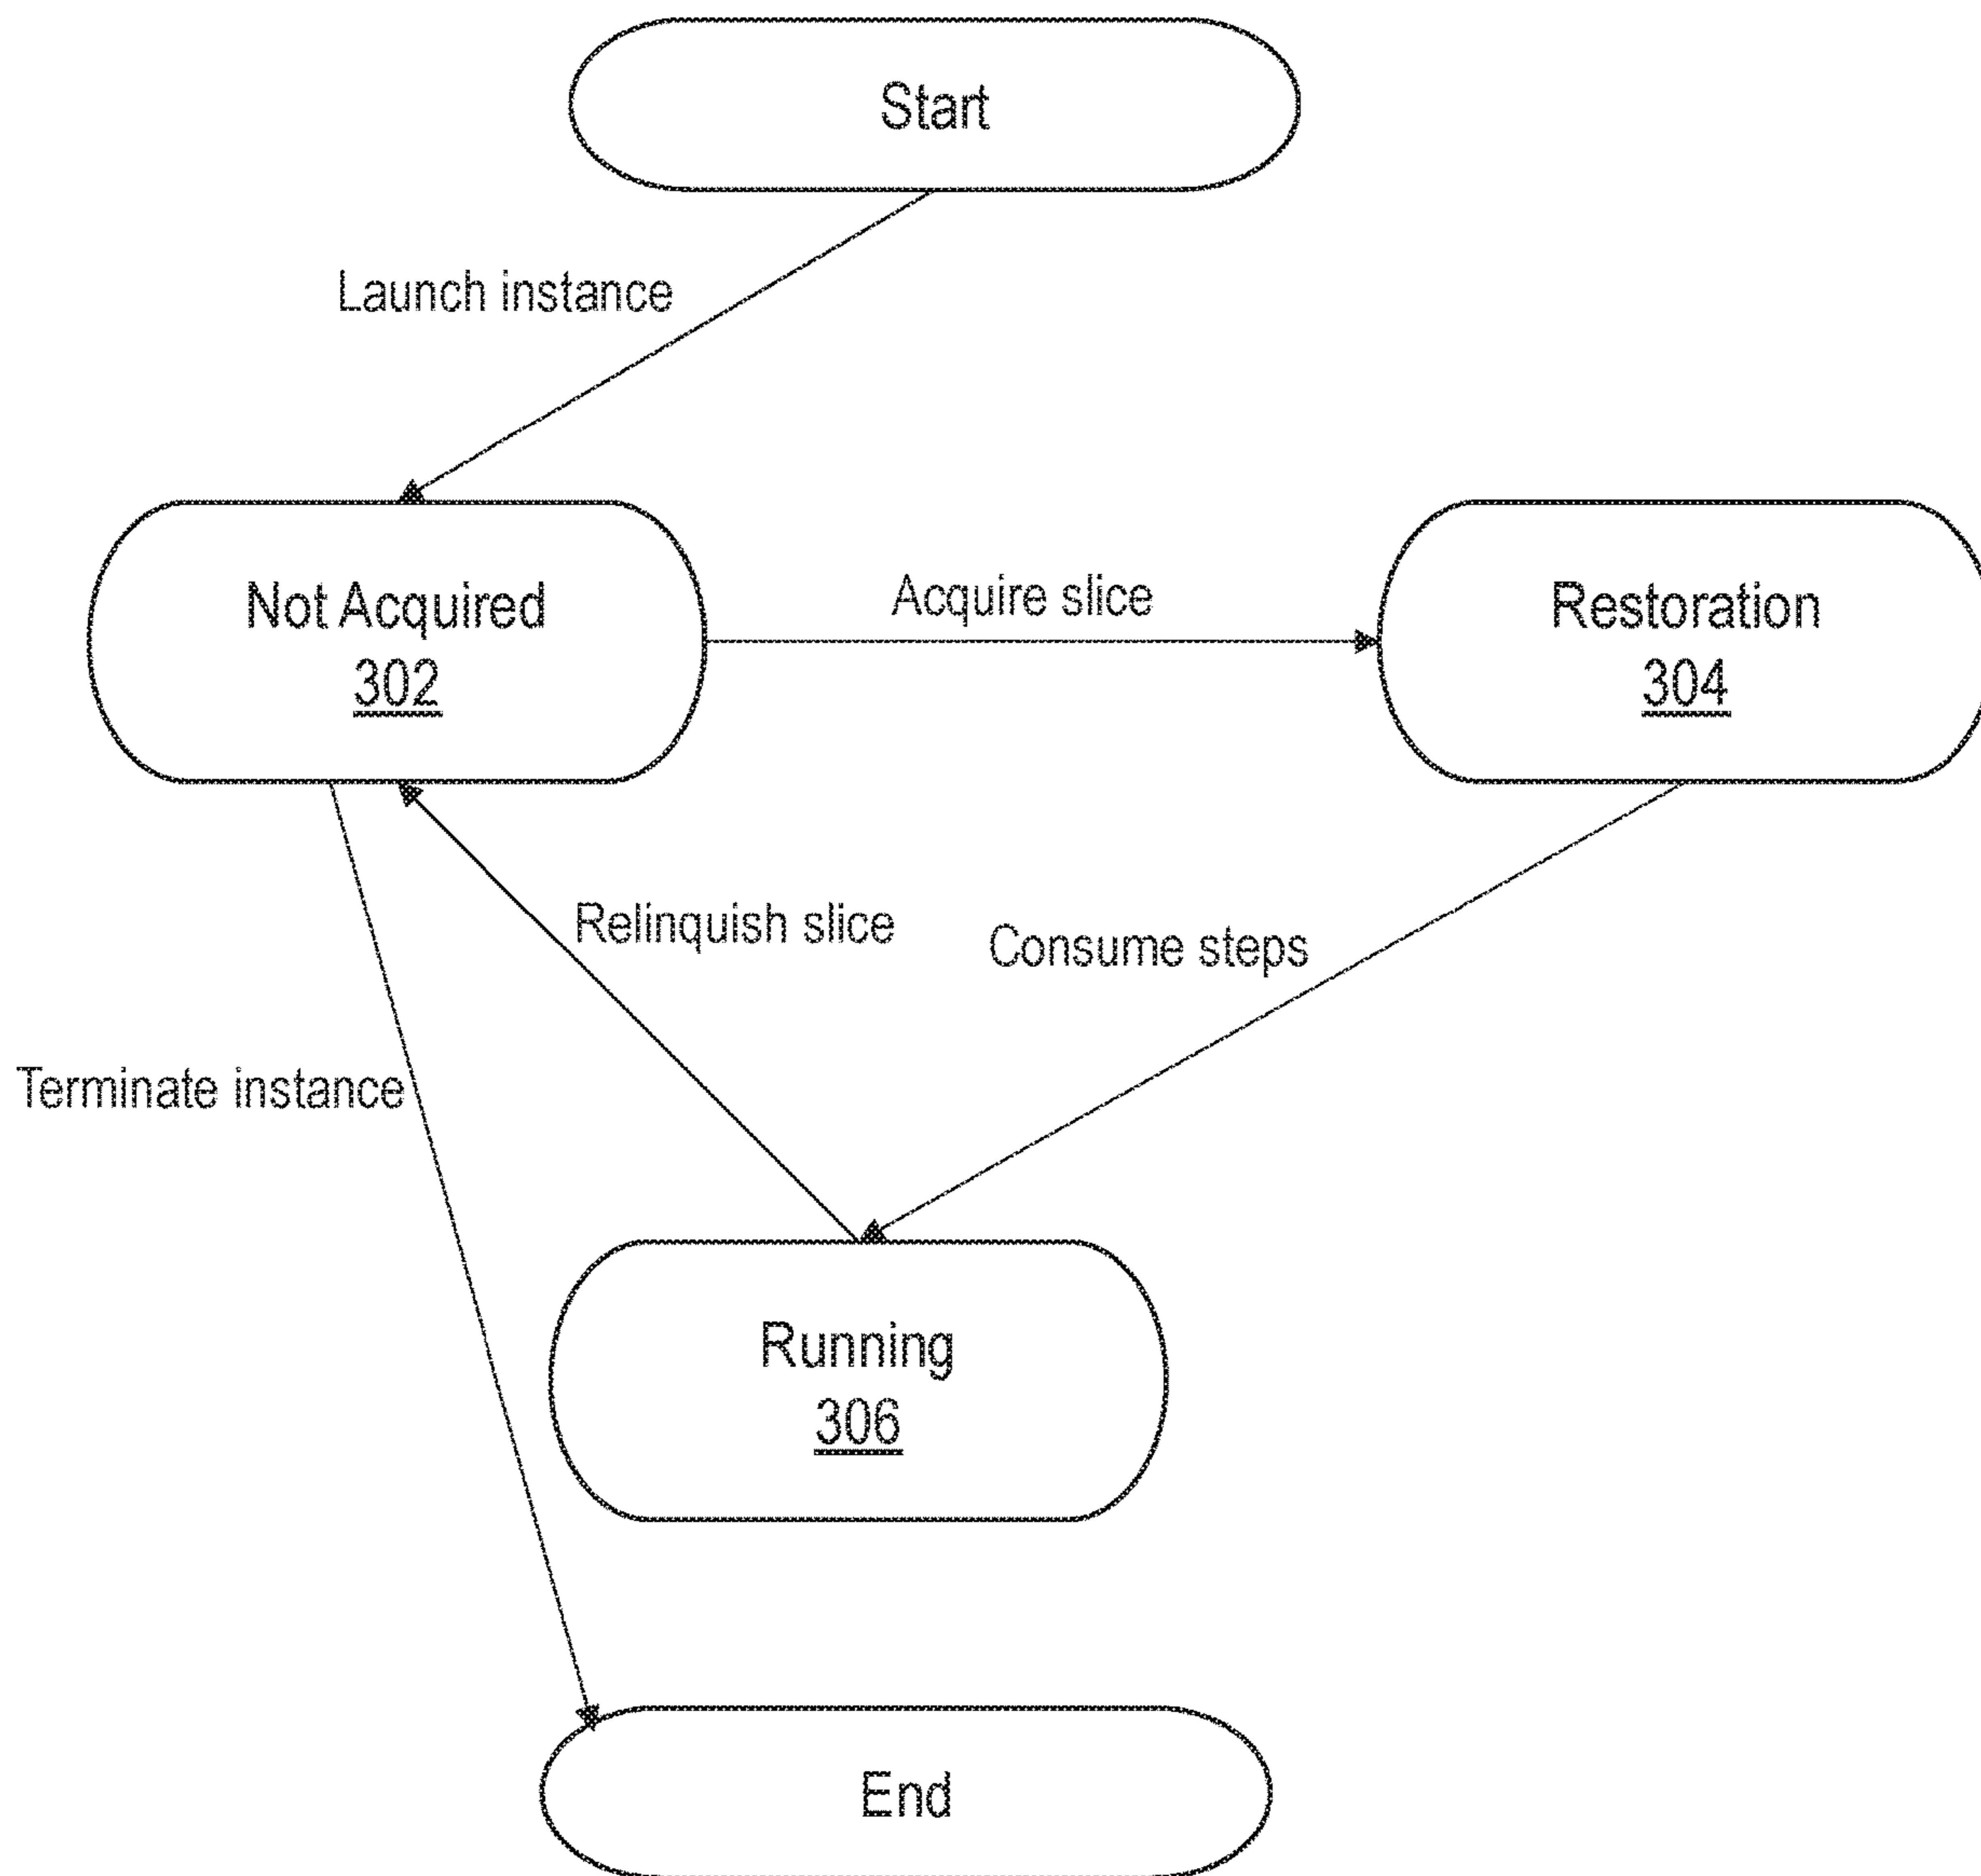 Start
Launch instance
Not Acquired
302
Acquire slice
Restoration
304
Relinquish slice
Consume steps
Terminate instance
Running
306
End